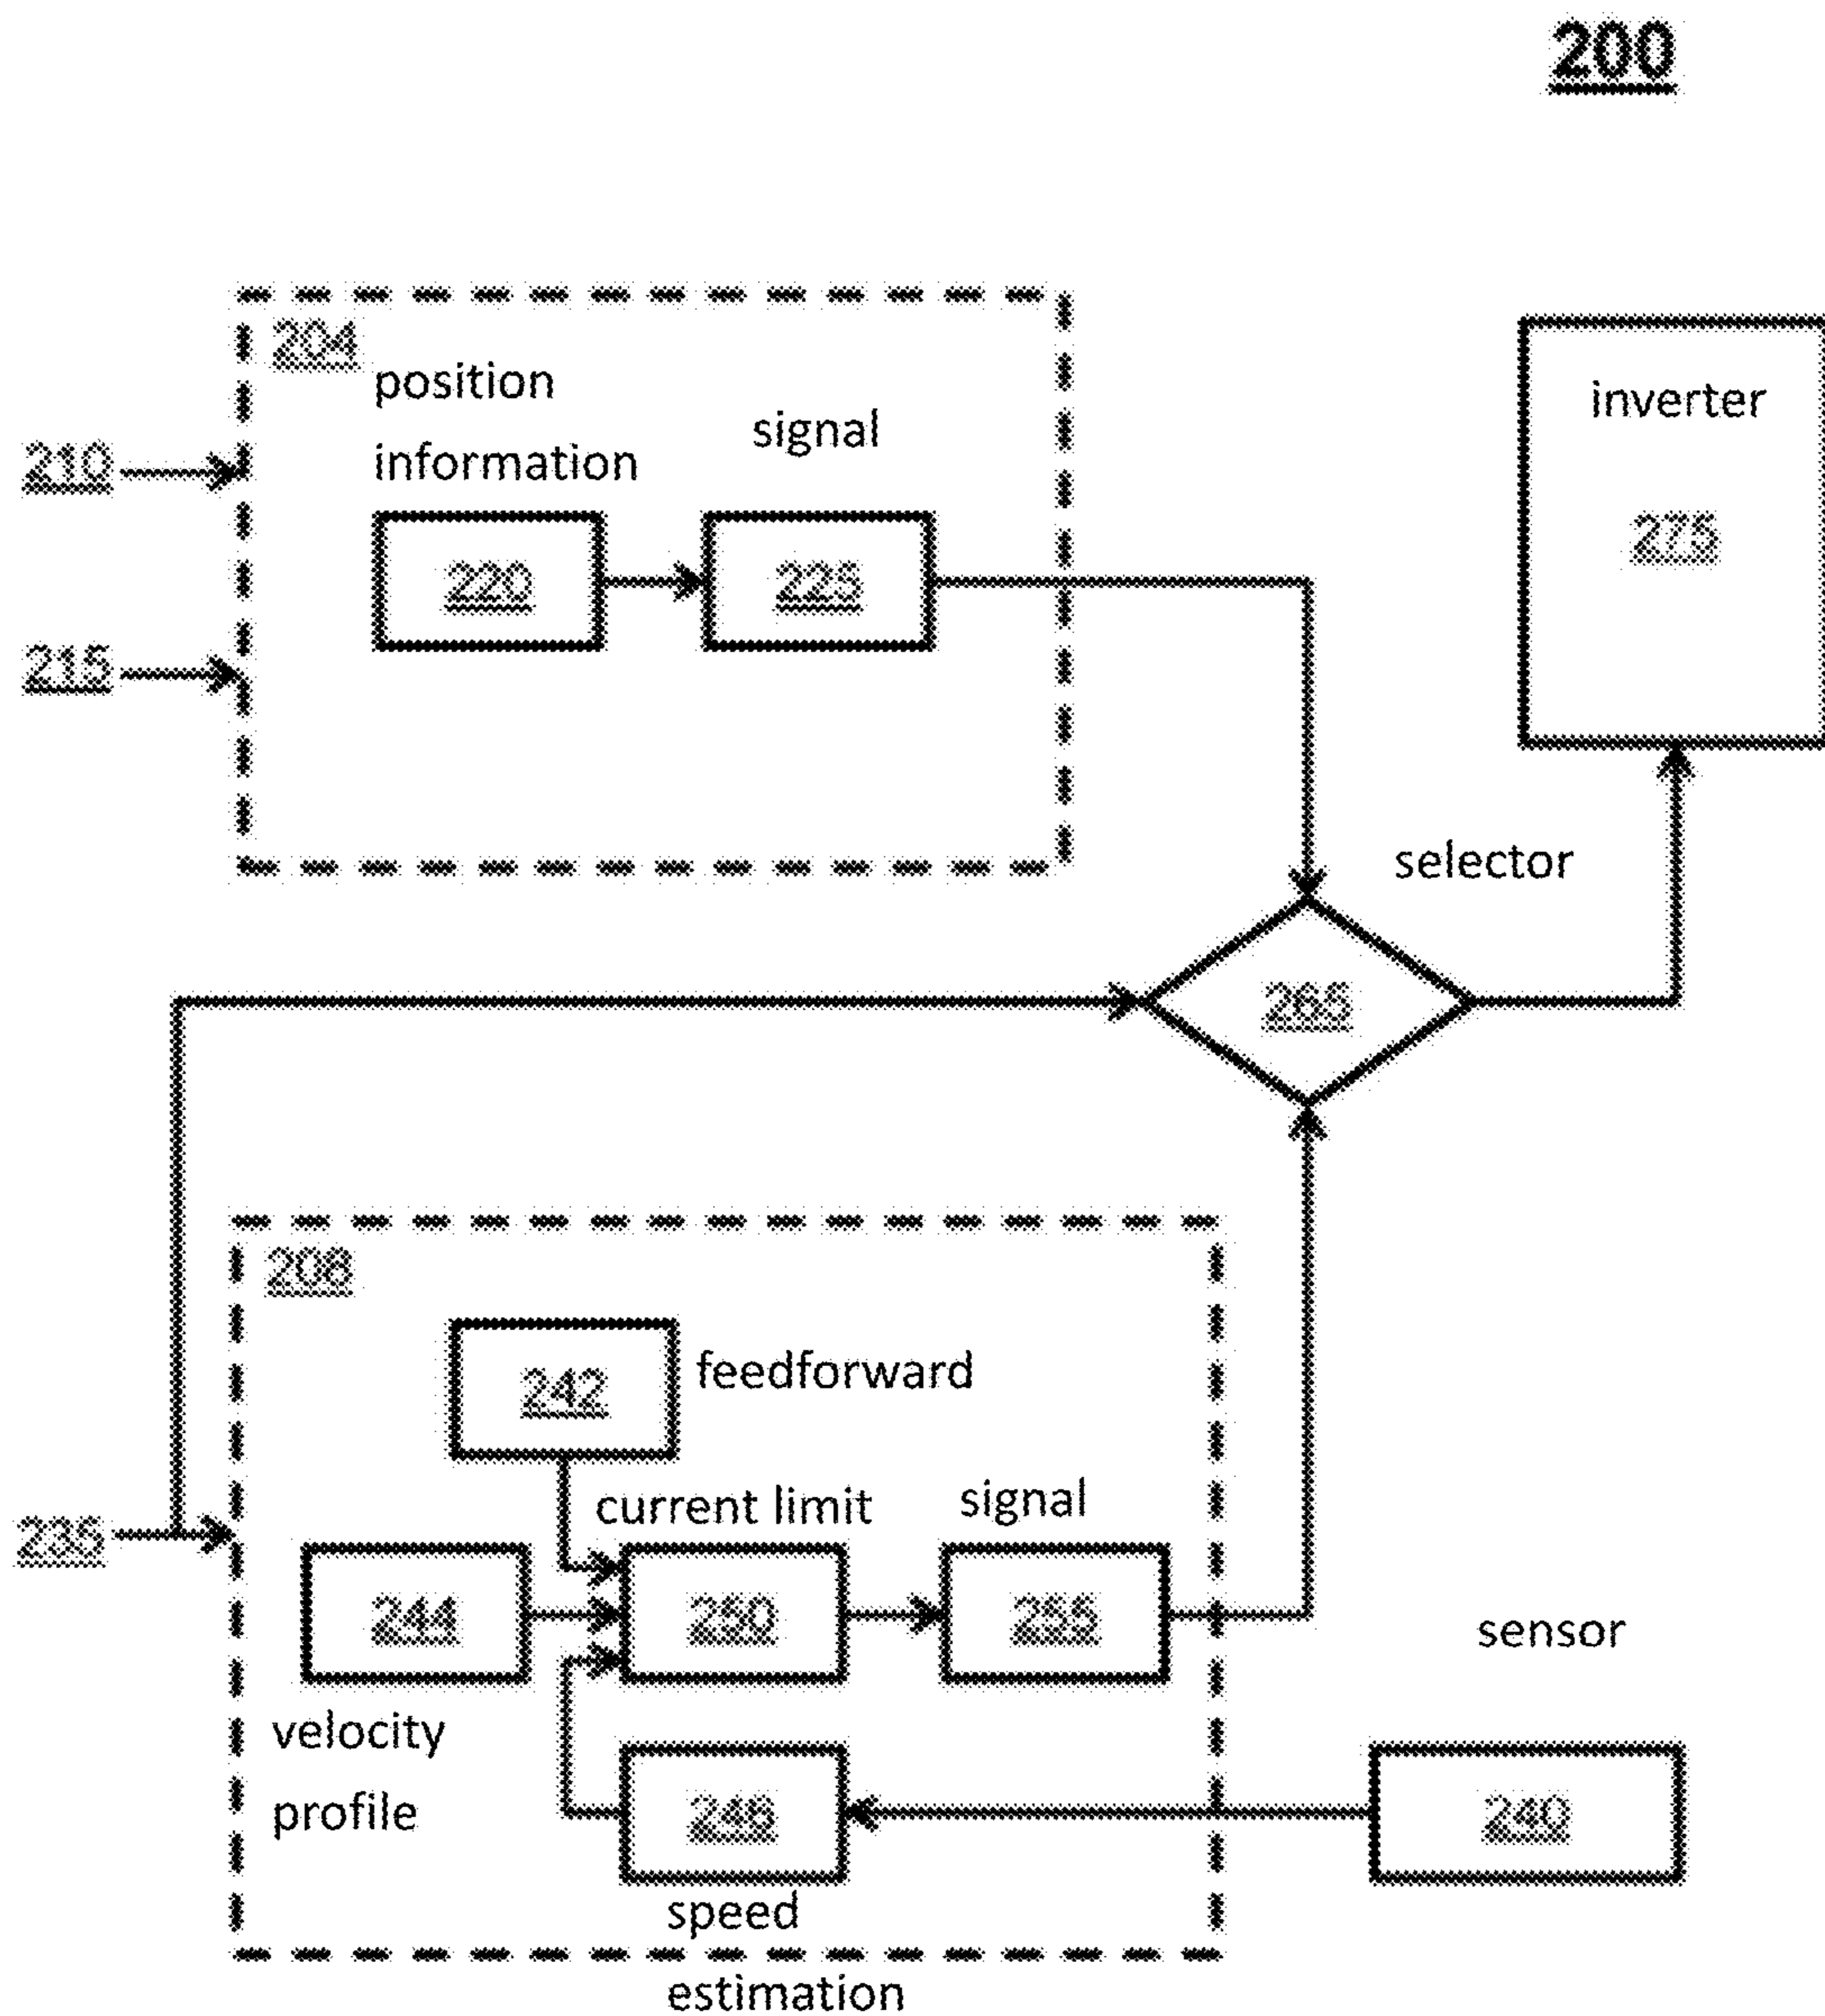 200
204
position
information
signal
210
215
220
225
inverter
275
selector
265
208
242
feedforward
current limit
signal
235
244
250
255
sensor
velocity
profile
246
240
speed
estimation